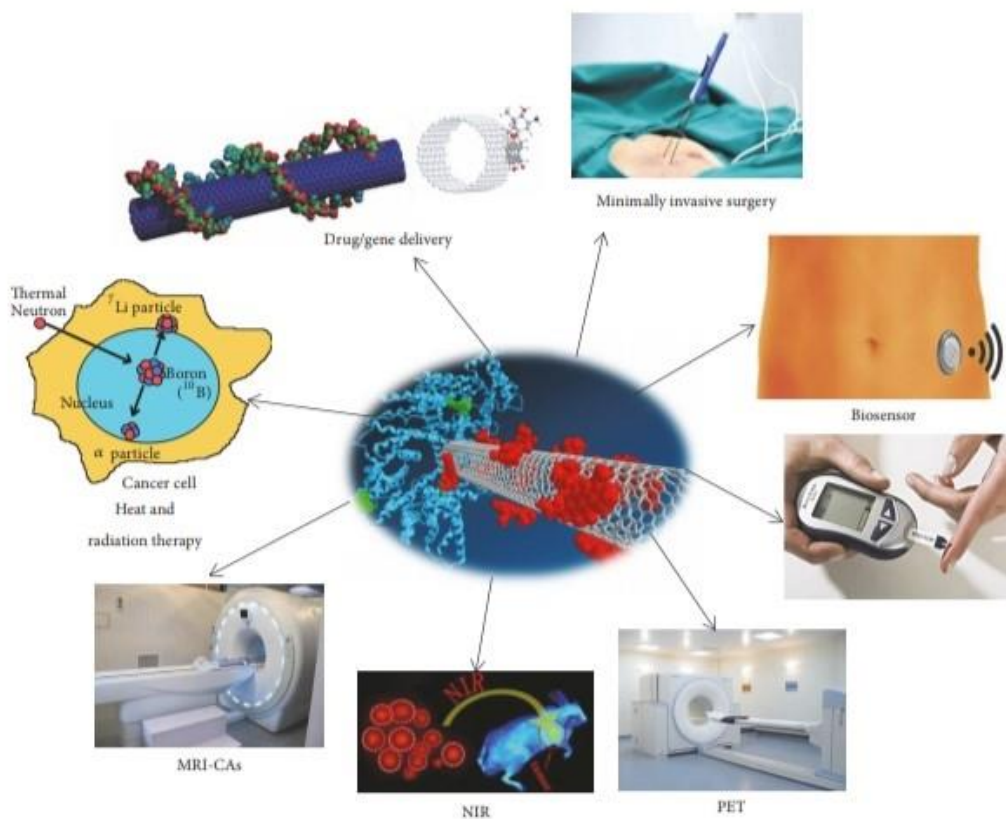 Minimally invasive surgery
Drug/gene delivery
Thermal
Neutron
⁷Li particle
Boron
(¹⁰B)
Nucleus
α particle
Cancer cell
Heat and
radiation therapy
Biosensor
MRI-CAs
NIR
NIR
PET